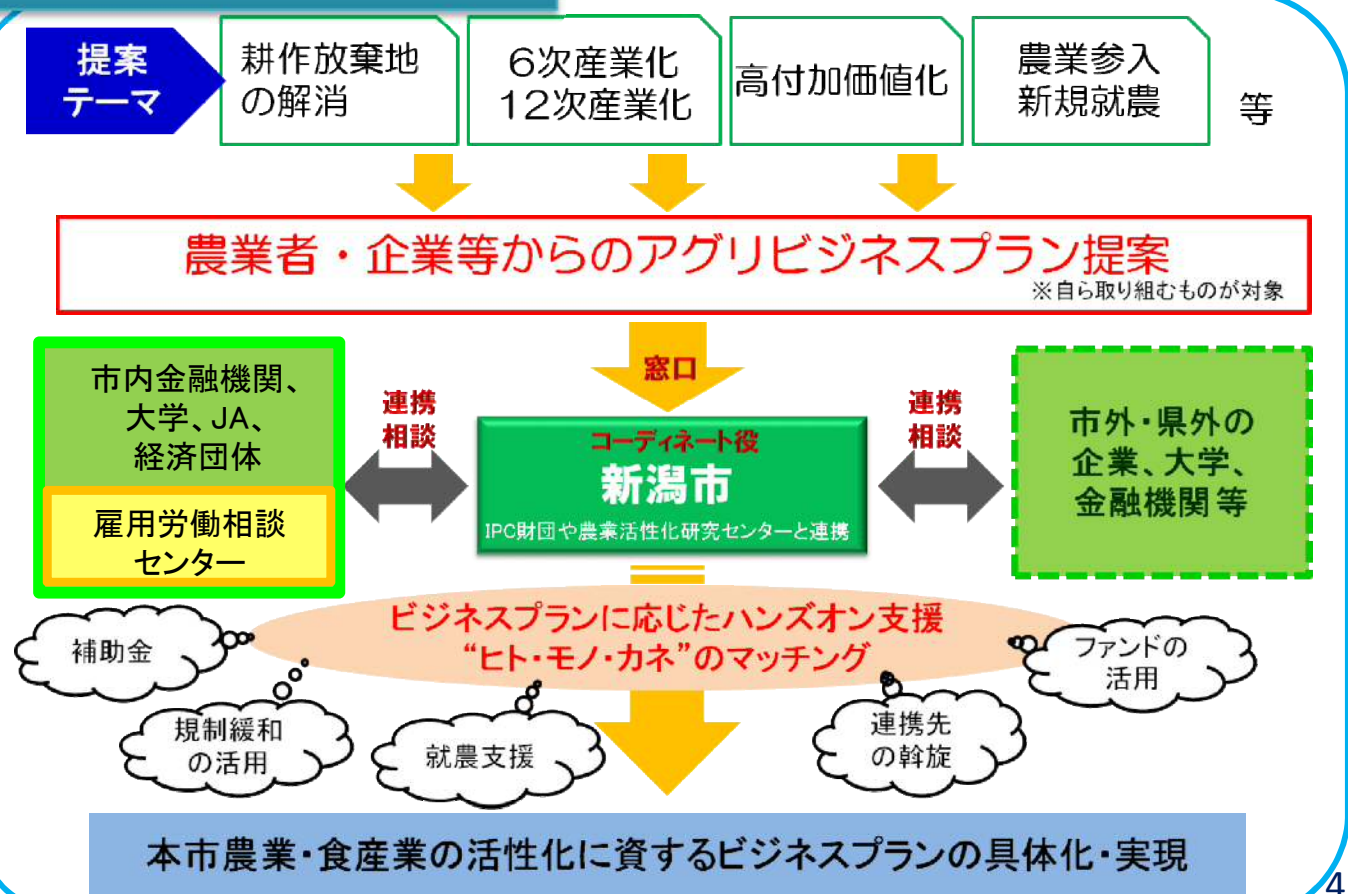 提案
テーマ
耕作放棄地
の解消
6次産業化
12次産業化
高付加価値化
農業参入
新規就農
等
農業者・企業等からのアグリビジネスプラン提案
※自ら取り組むものが対象
窓口
市内金融機関、
大学、JA、
経済団体
雇用労働相談
センター
連携
相談
コーディネート役
新潟市
IPC財団や農業活性化研究センターと連携
連携
相談
市外・県外の
企業、大学、
金融機関等
ビジネスプランに応じたハンズオン支援
“ヒト・モノ・カネ”のマッチング
補助金
規制緩和
の活用
就農支援
連携先
の斡旋
ファンドの
活用
本市農業・食産業の活性化に資するビジネスプランの具体化・実現
4